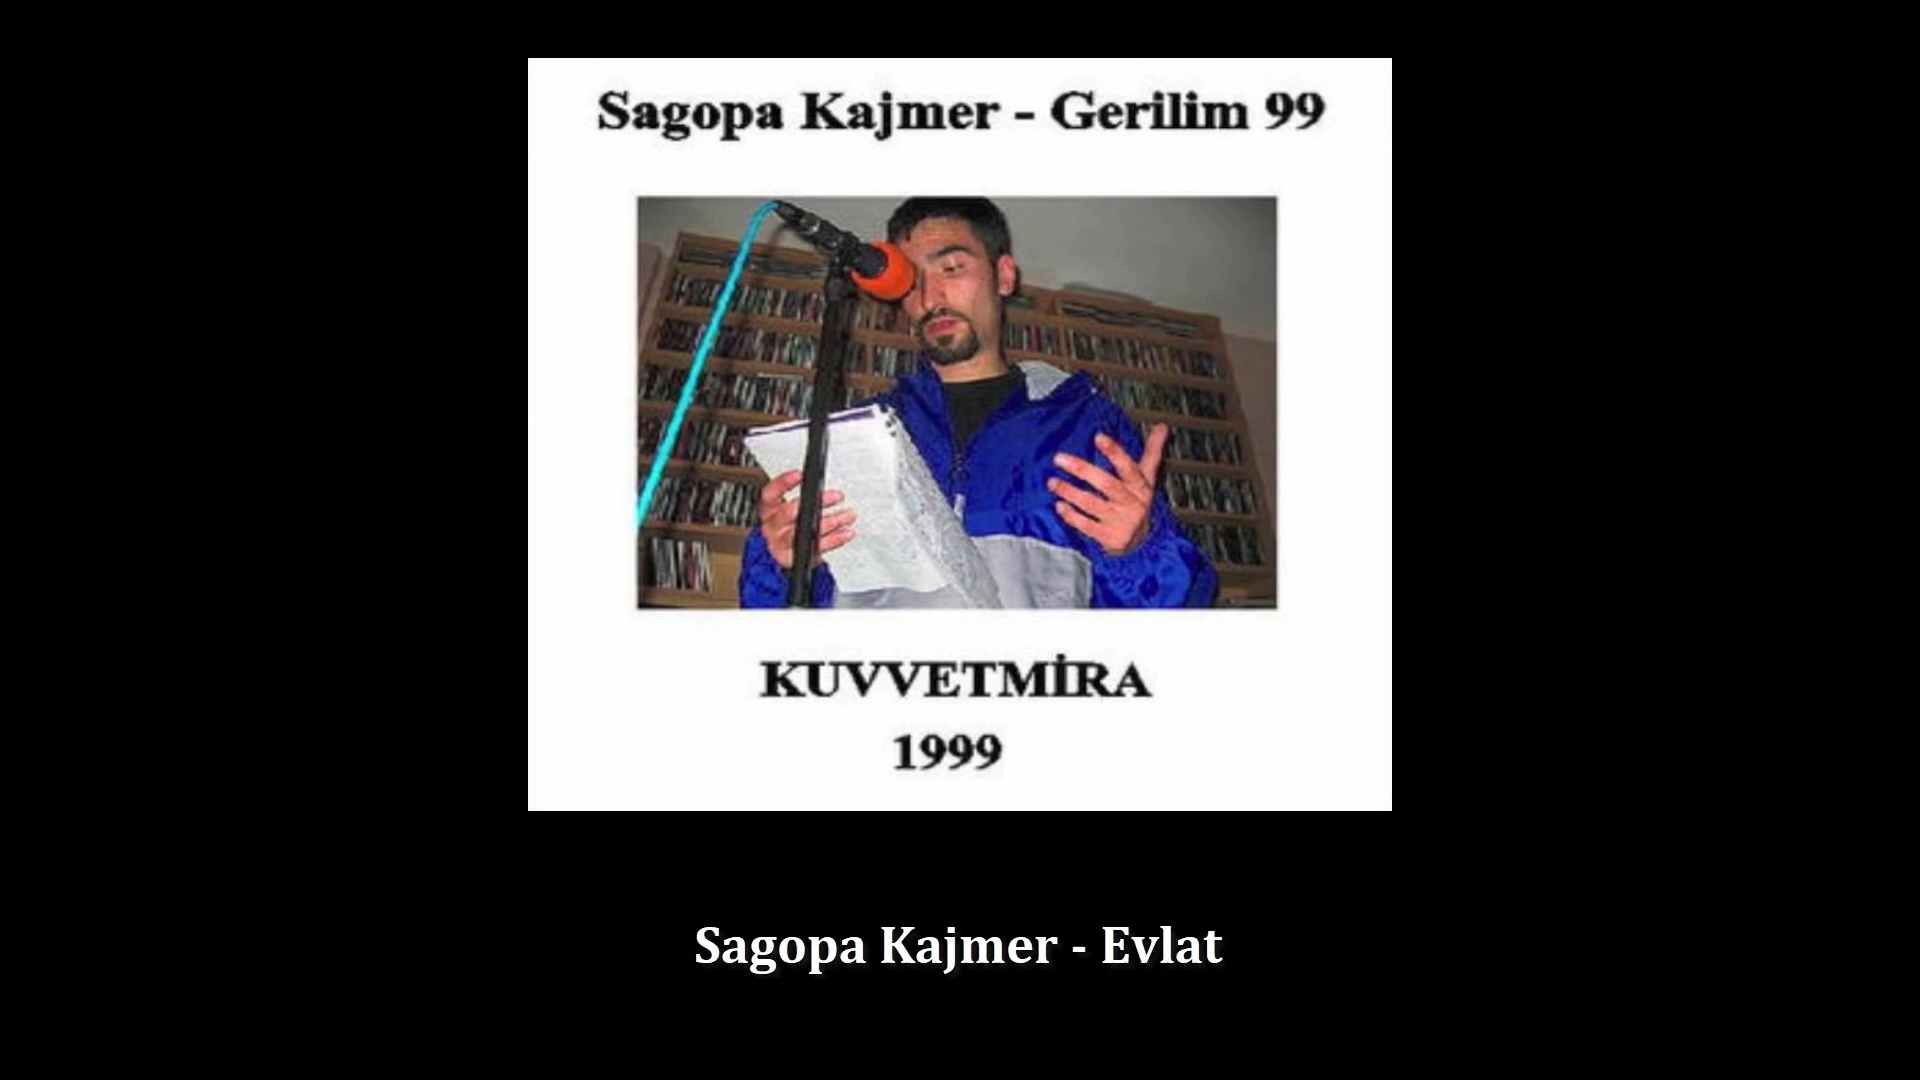 Sagopa Kajmer - Gerilim 99
KUVVETMİRA
1999
Sagopa Kajmer - Evlat